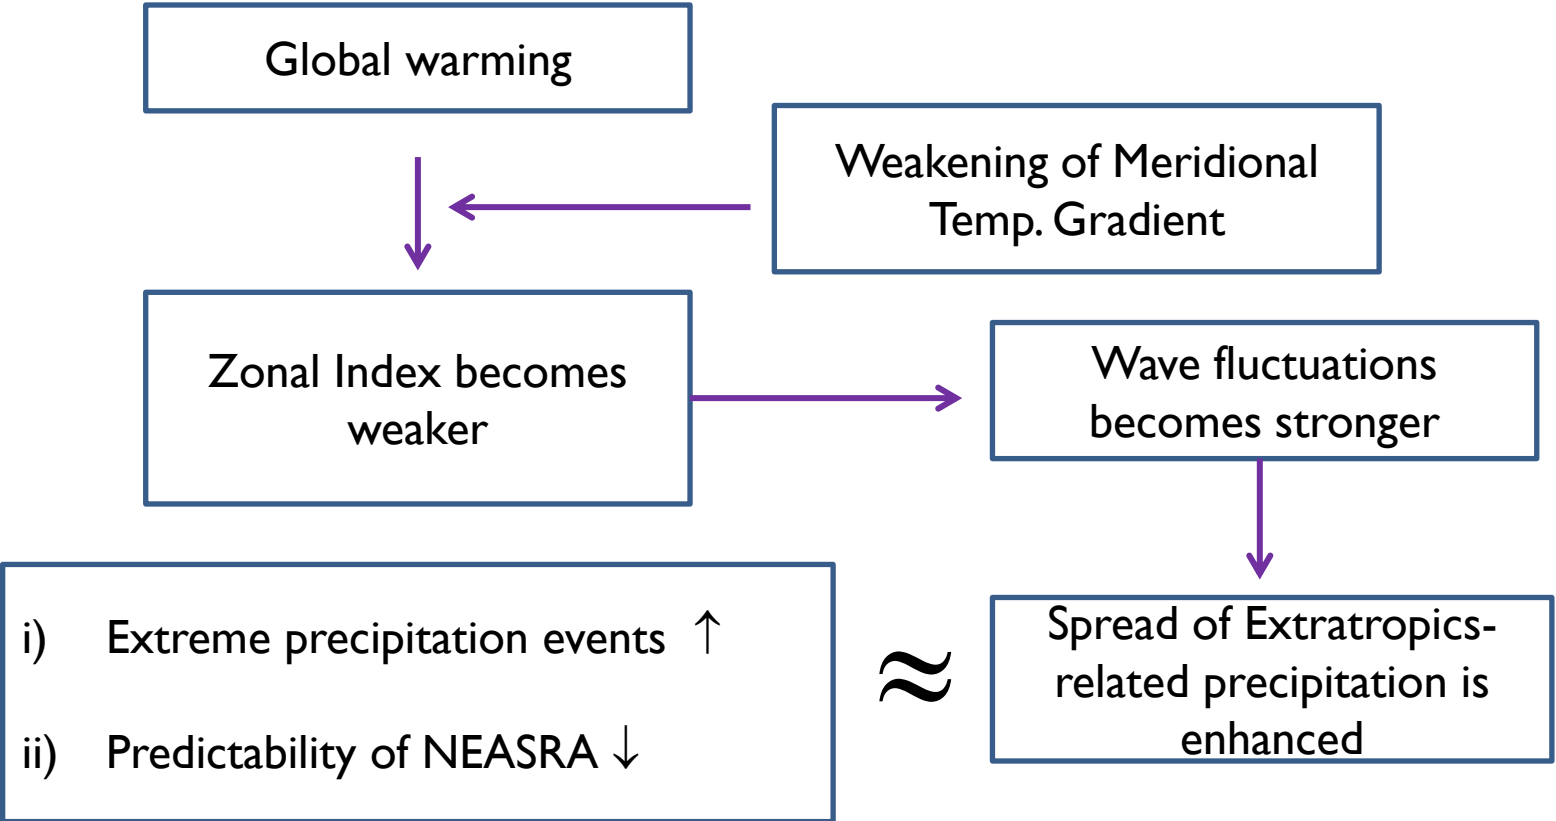 Global warming
Weakening of Meridional
Temp. Gradient
Zonal Index becomes
weaker
Wave fluctuations
becomes stronger
Spread of Extratropics-
related precipitation is
enhanced
≈
i) Extreme precipitation events ↑
ii) Predictability of NEASRA ↓